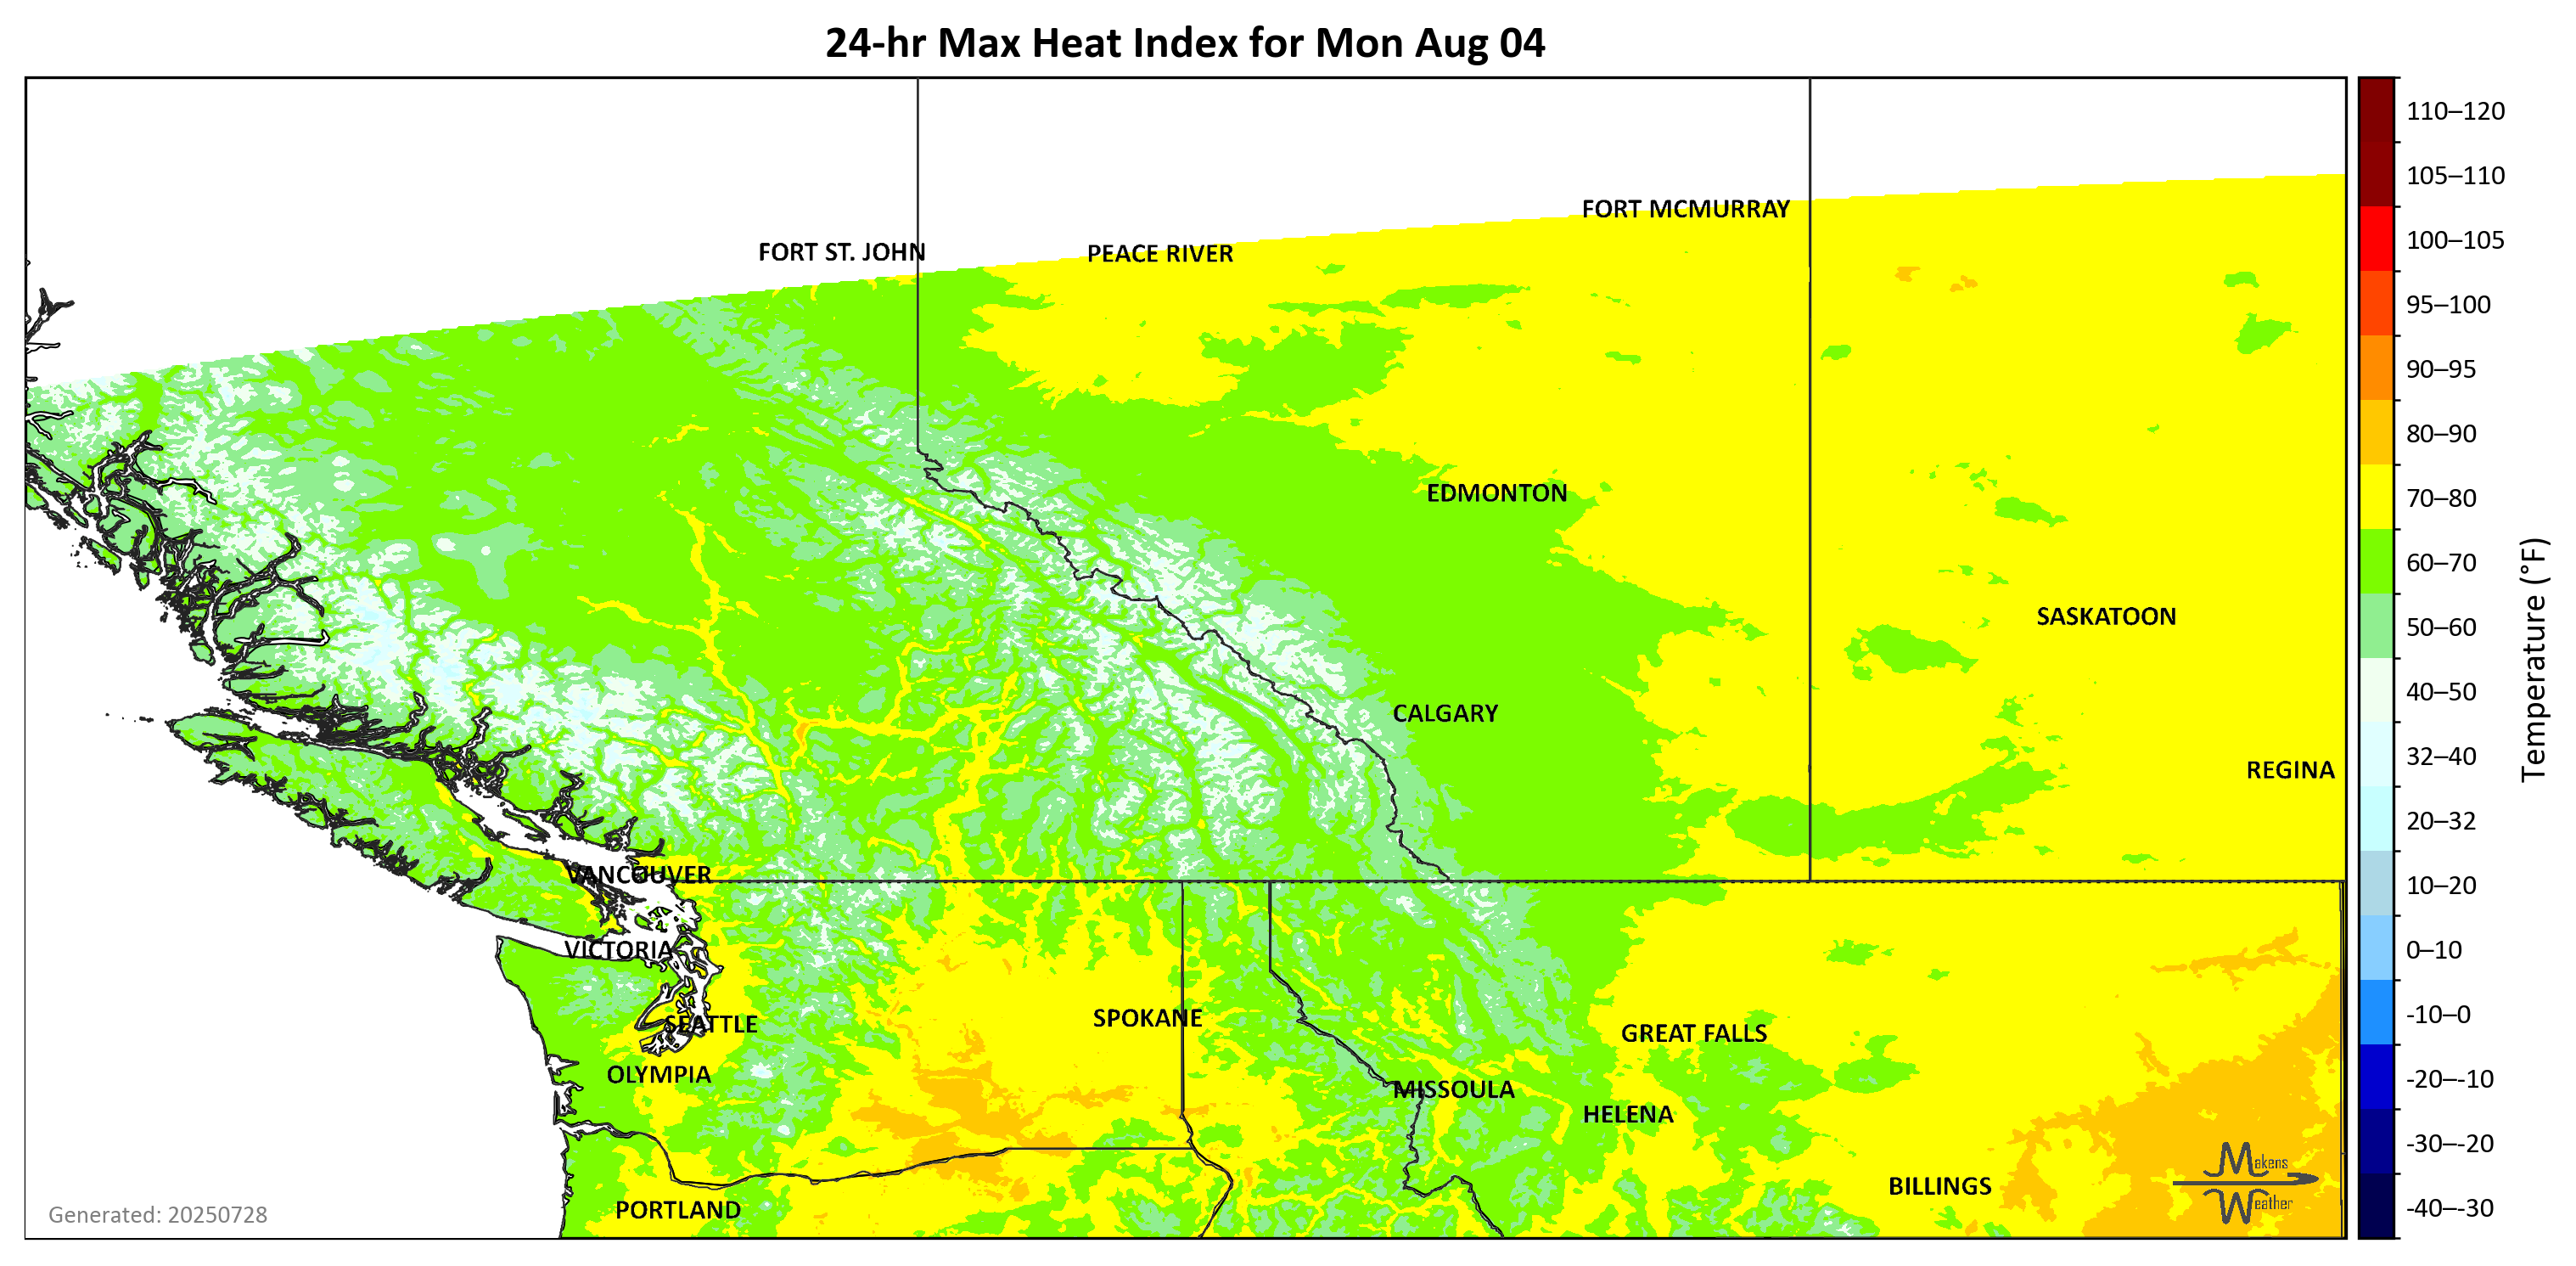 24-hr Max Heat Index for Mon Aug 04
FORT MCMURRAY
FORT ST. JOHN
PEACE RIVER
EDMONTON
SASKATOON
CALGARY
REGINA
VANCOUVER
VICTORIA
SPOKANE
SEATTLE
GREAT FALLS
OLYMPIA
MISSOULA
HELENA
BILLINGS
PORTLAND
Makens
Weather
Generated: 20250728
110–120
105–110
100–105
95–100
90–95
80–90
70–80
60–70
50–60
40–50
32–40
20–32
10–20
0–10
-10–0
-20–-10
-30–-20
-40–-30
Temperature (°F)